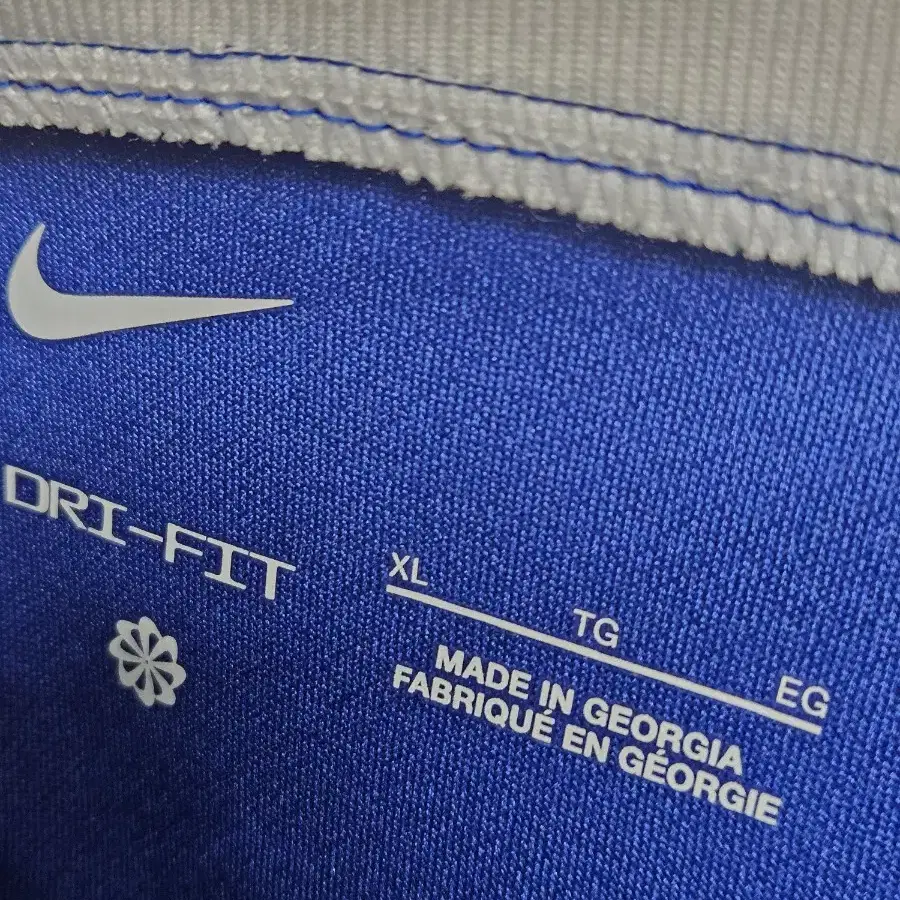 DRI-FIT
XL TG EG
MADE IN GEORGIA
FABRIQUÉ EN GÉORGIE